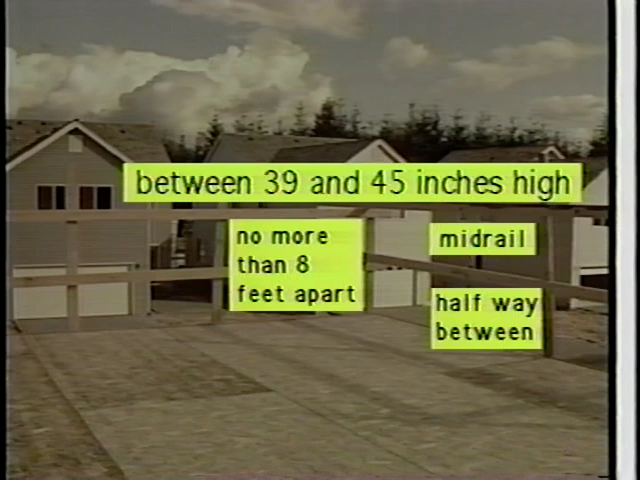 between 39 and 45 inches high
no more
than 8
feet apart
midrail
half way
between